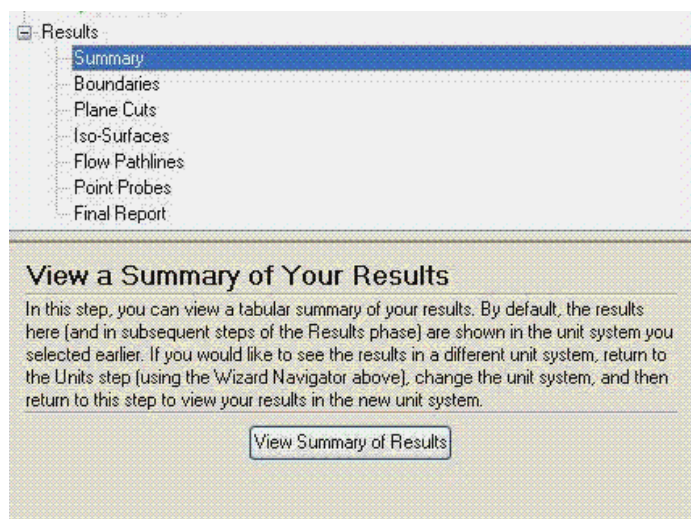 Results
Summary
Boundaries
Plane Cuts
Iso-Surfaces
Flow Pathlines
Point Probes
Final Report
View a Summary of Your Results
In this step, you can view a tabular summary of your results. By default, the results
here (and in subsequent steps of the Results phase) are shown in the unit system you
selected earlier. If you would like to see the results in a different unit system, return to
the Units step (using the Wizard Navigator above), change the unit system, and then
return to this step to view your results in the new unit system.
View Summary of Results